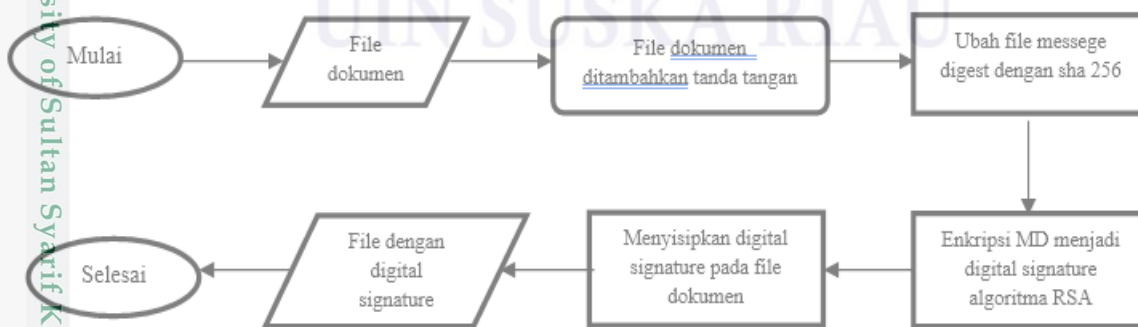 UIN SUSKA RIAU
sity of Sultan Syarif K
Mulai
File
dokumen
File dokumen
ditambahkan tanda tangan
Ubah file messege
digest dengan sha 256
Enkripsi MD menjadi
digital signature
algoritma RSA
Menyisipkan digital
signature pada file
dokumen
File dengan
digital
signature
Selesai